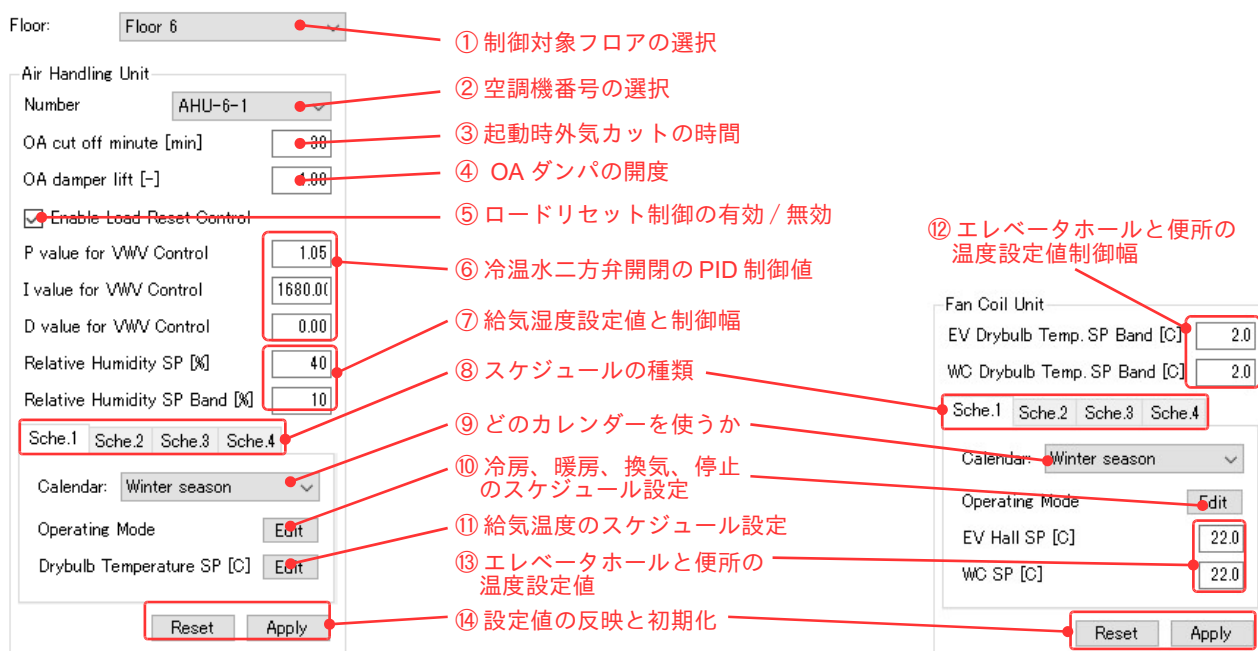 Floor:
Floor 6
① 制御対象フロアの選択
Air Handling Unit
Number
AHU-6-1
② 空調機番号の選択
OA cut off minute [min]
30
③ 起動時外気カットの時間
OA damper lift [-]
1.00
④ OA ダンパの開度
Enable Load Reset Control
⑤ ロードリセット制御の有効 / 無効
P value for VWV Control
1.05
I value for VWV Control
1680.00
D value for VWV Control
0.00
⑥ 冷温水二方弁開閉の PID 制御値
Relative Humidity SP [%]
40
Relative Humidity SP Band [%]
10
⑦ 給気湿度設定値と制御幅
Sche.1
Sche.2
Sche.3
Sche.4
⑧ スケジュールの種類
Calendar:
Winter season
⑨ どのカレンダーを使うか
Operating Mode
Edit
⑩ 冷房、暖房、換気、停止
のスケジュール設定
Drybulb Temperature SP [C]
Edit
⑪ 給気温度のスケジュール設定
Reset
Apply
⑫ エレベータホールと便所の
温度設定値制御幅
Fan Coil Unit
EV Drybulb Temp. SP Band [C]
2.0
WC Drybulb Temp. SP Band [C]
2.0
Sche.1
Sche.2
Sche.3
Sche.4
Calendar:
Winter season
Operating Mode
Edit
EV Hall SP [C]
22.0
WC SP [C]
22.0
⑬ エレベータホールと便所の
温度設定値
⑭ 設定値の反映と初期化
Reset
Apply